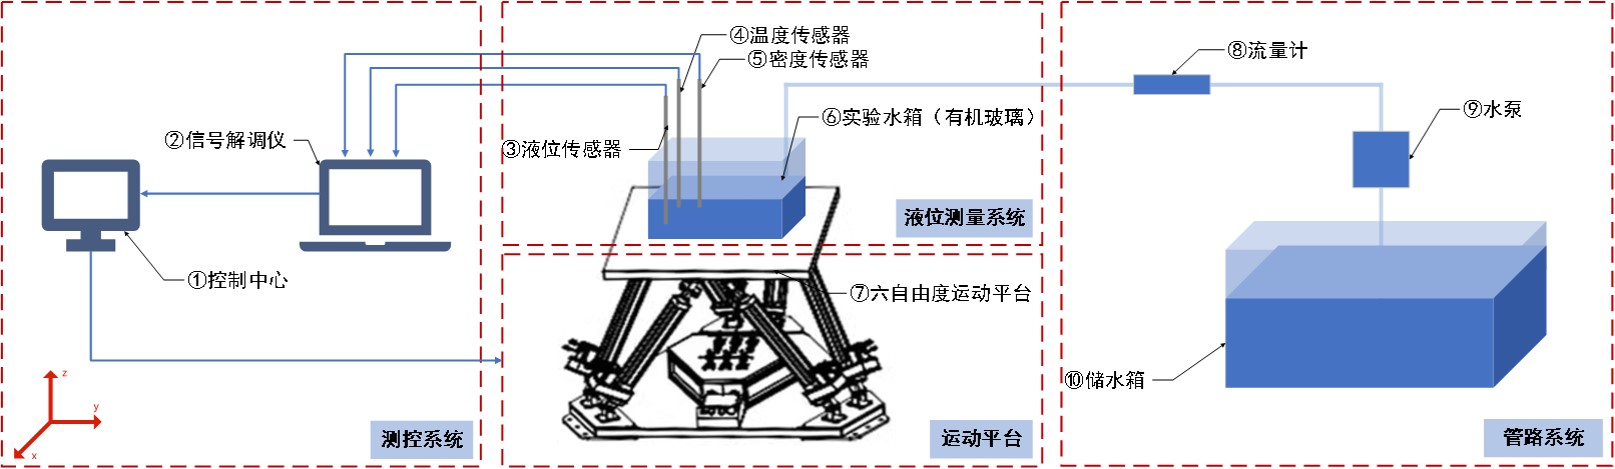 ②信号解调仪
①控制中心
z
y
x
测控系统
④温度传感器
⑤密度传感器
⑥实验水箱（有机玻璃）
③液位传感器
液位测量系统
⑦六自由度运动平台
运动平台
⑧流量计
⑨水泵
⑩储水箱
管路系统